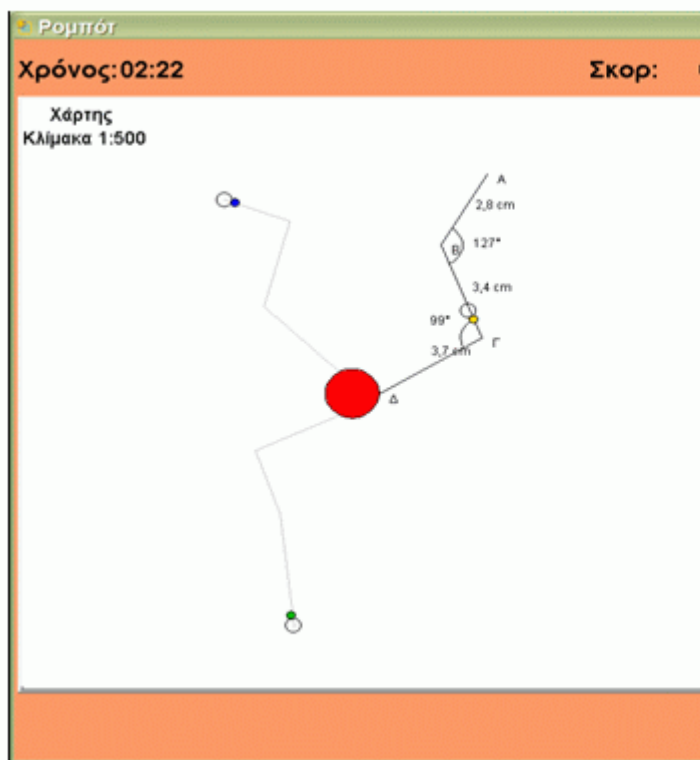 Ρομπότ
Χρόνος: 02:22 Σκορ:
Χάρτης
Κλίμακα 1:500
Α
2,8 cm
Β 127°
3,4 cm
99°
Γ
3,7 cm
Δ